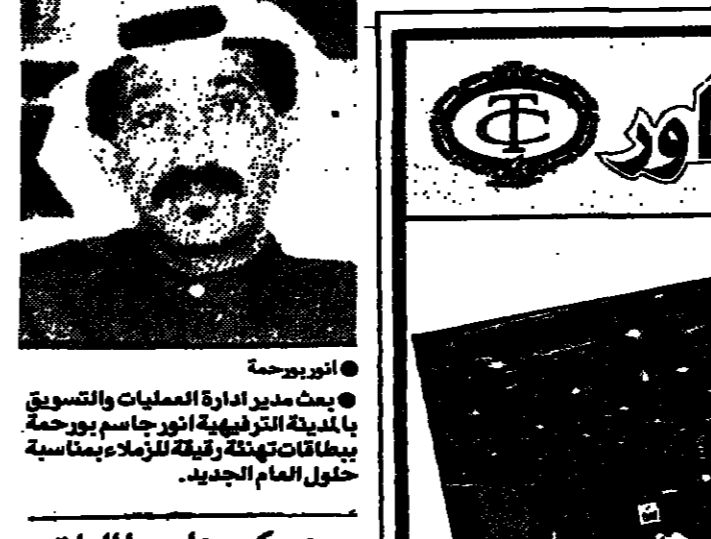 ● انور بورحمة
● بعث مدير ادارة العمليات والتسويق
بالمدينة الترفيهية انور جاسم بورحمة
ببطاقات تهنئة رقيقة للزملاء بمناسبة
حلول العام الجديد.
TC